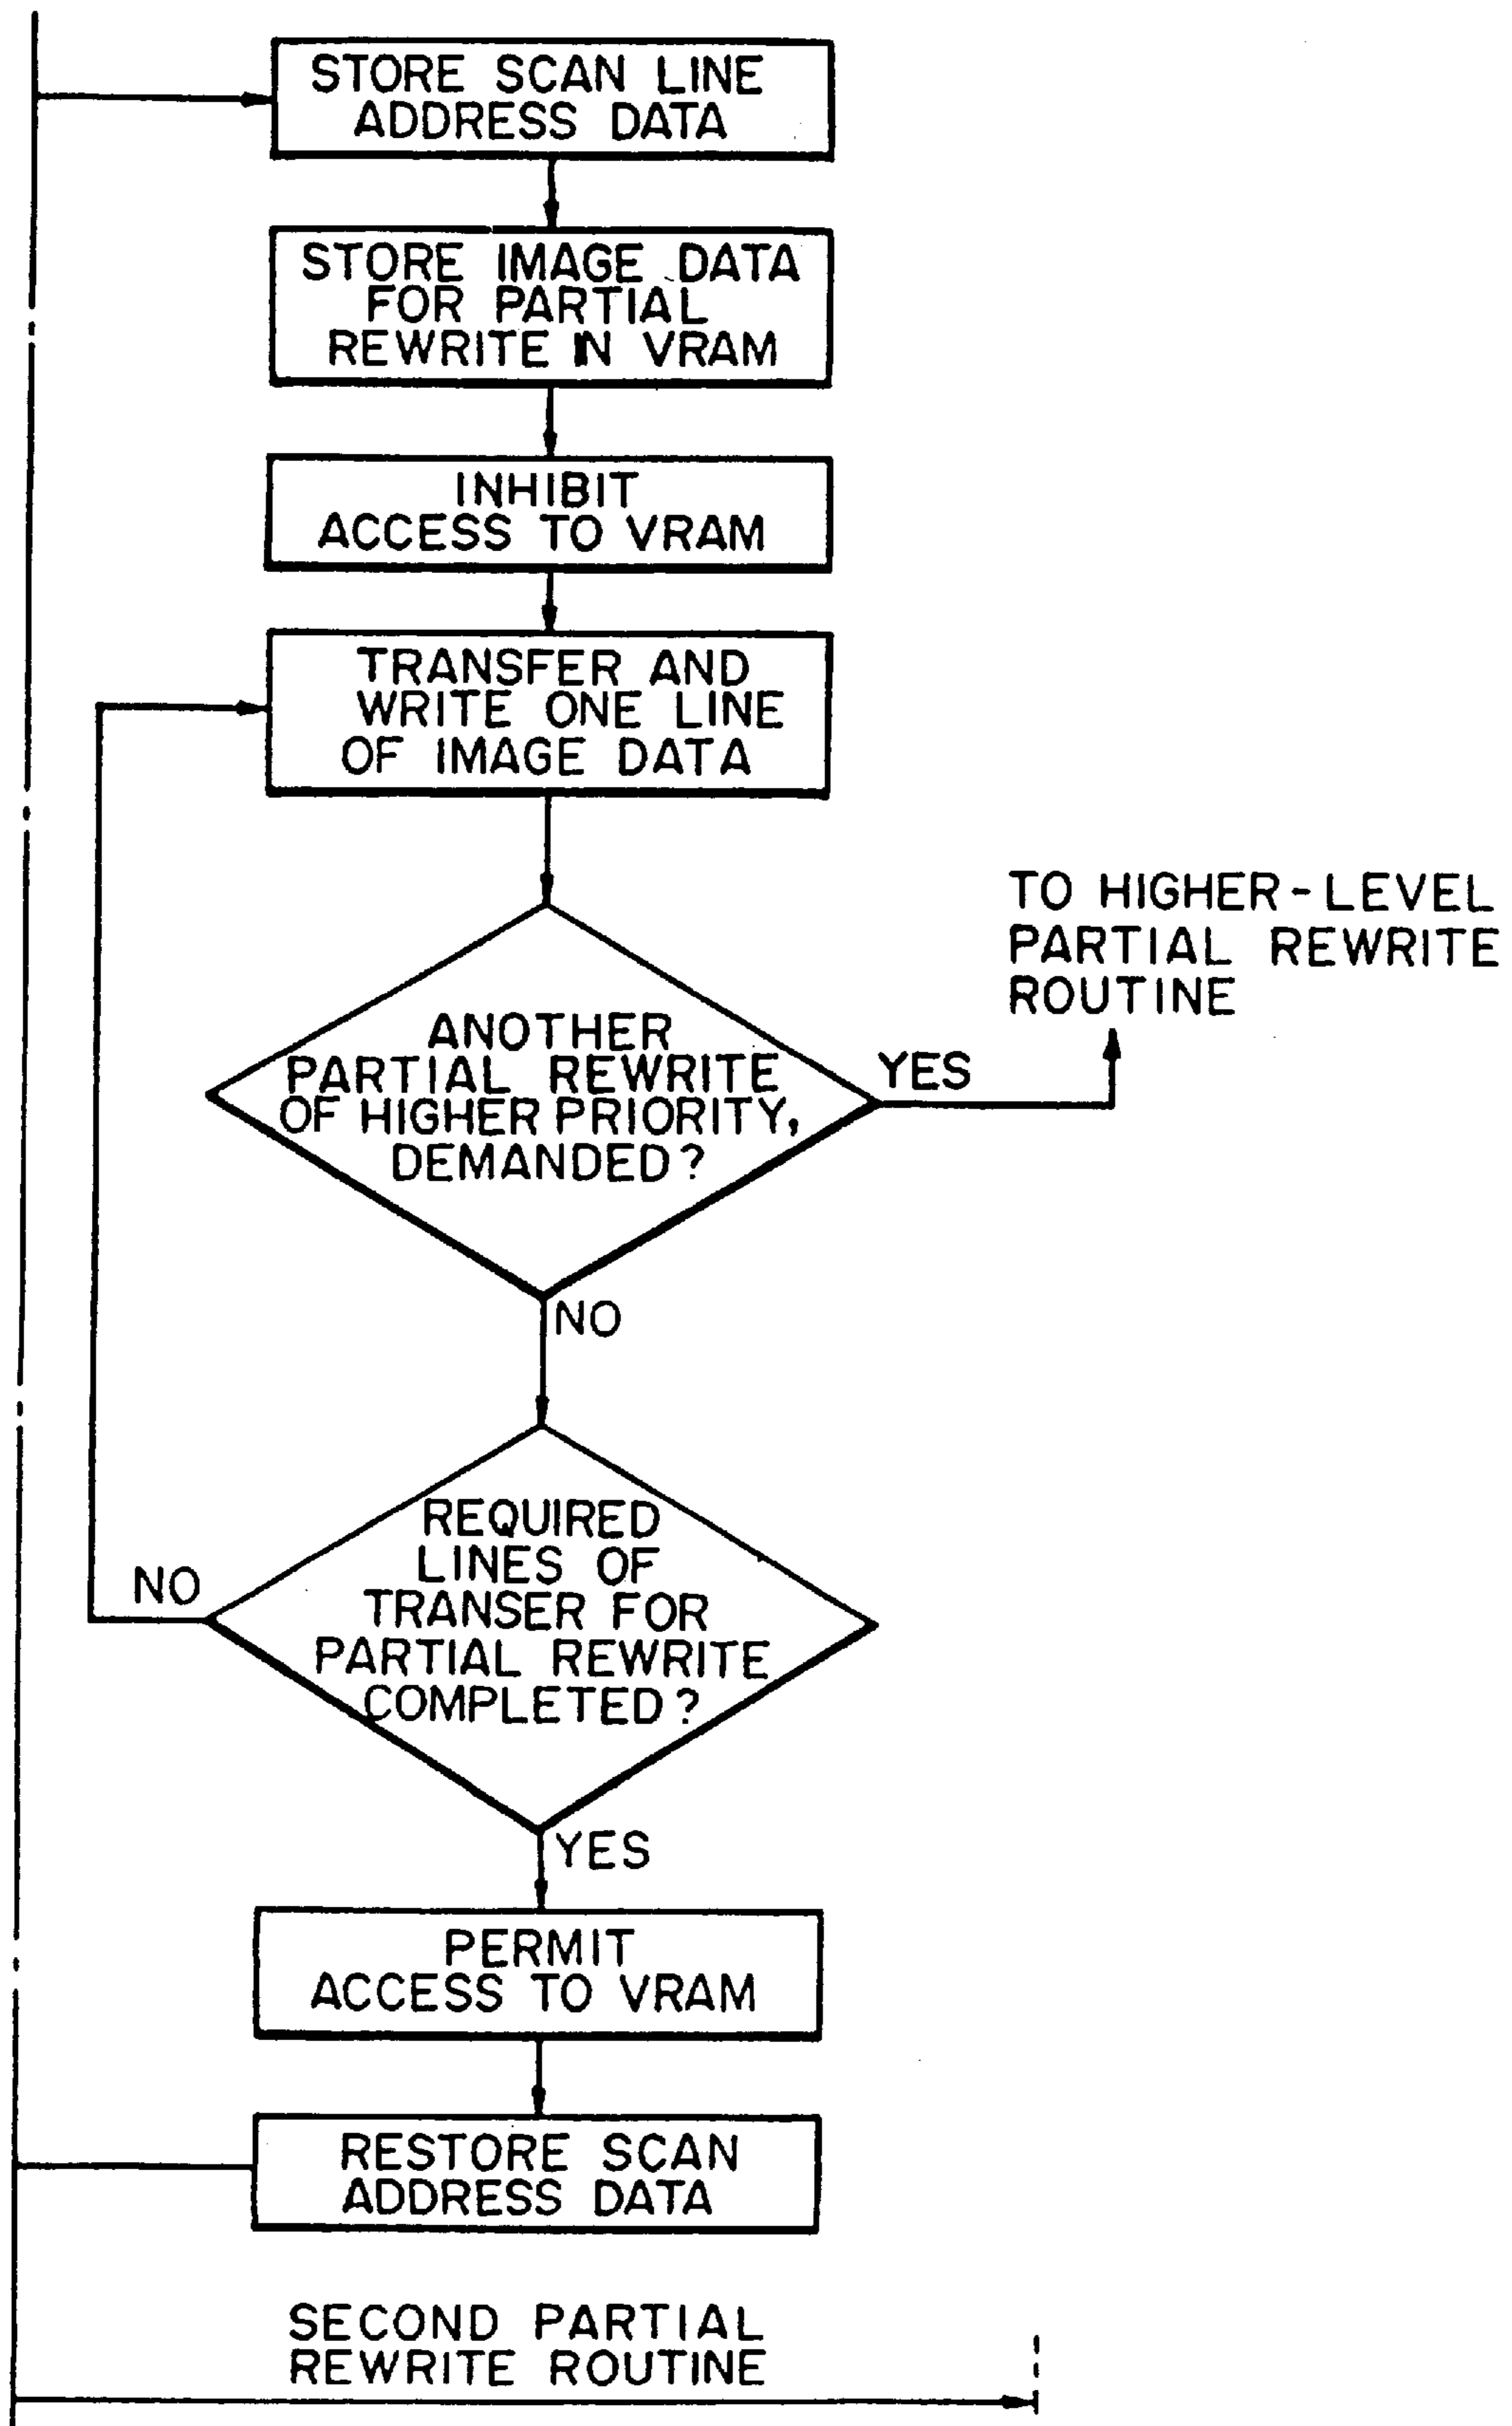 STORE SCAN LINE
ADDRESS DATA
STORE IMAGE DATA
FOR PARTIAL
REWRITE IN VRAM
INHIBIT
ACCESS TO VRAM
TRANSFER AND
WRITE ONE LINE
OF IMAGE DATA
TO HIGHER-LEVEL
PARTIAL REWRITE
ROUTINE
ANOTHER
PARTIAL REWRITE
OF HIGHER PRIORITY,
DEMANDED?
YES
NO
REQUIRED
LINES OF
TRANSER FOR
PARTIAL REWRITE
COMPLETED?
NO
YES
PERMIT
ACCESS TO VRAM
RESTORE SCAN
ADDRESS DATA
SECOND PARTIAL
REWRITE ROUTINE